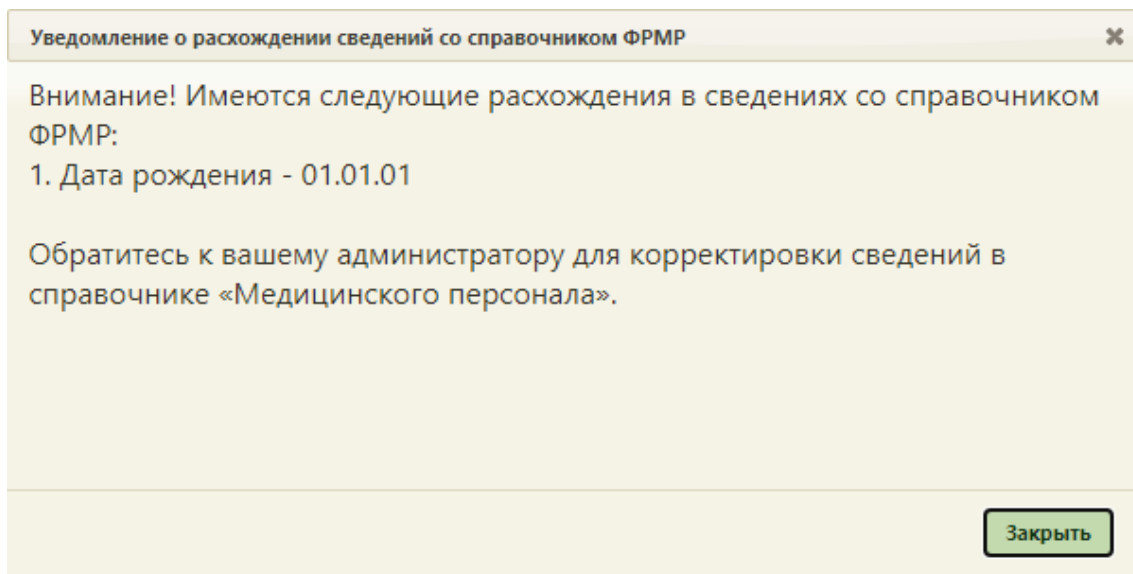 Уведомление о расхождении сведений со справочником ФРМР
Внимание! Имеются следующие расхождения в сведениях со справочником
ФРМР:
1. Дата рождения - 01.01.01
Обратитесь к вашему администратору для корректировки сведений в
справочнике «Медицинского персонала».
Закрыть